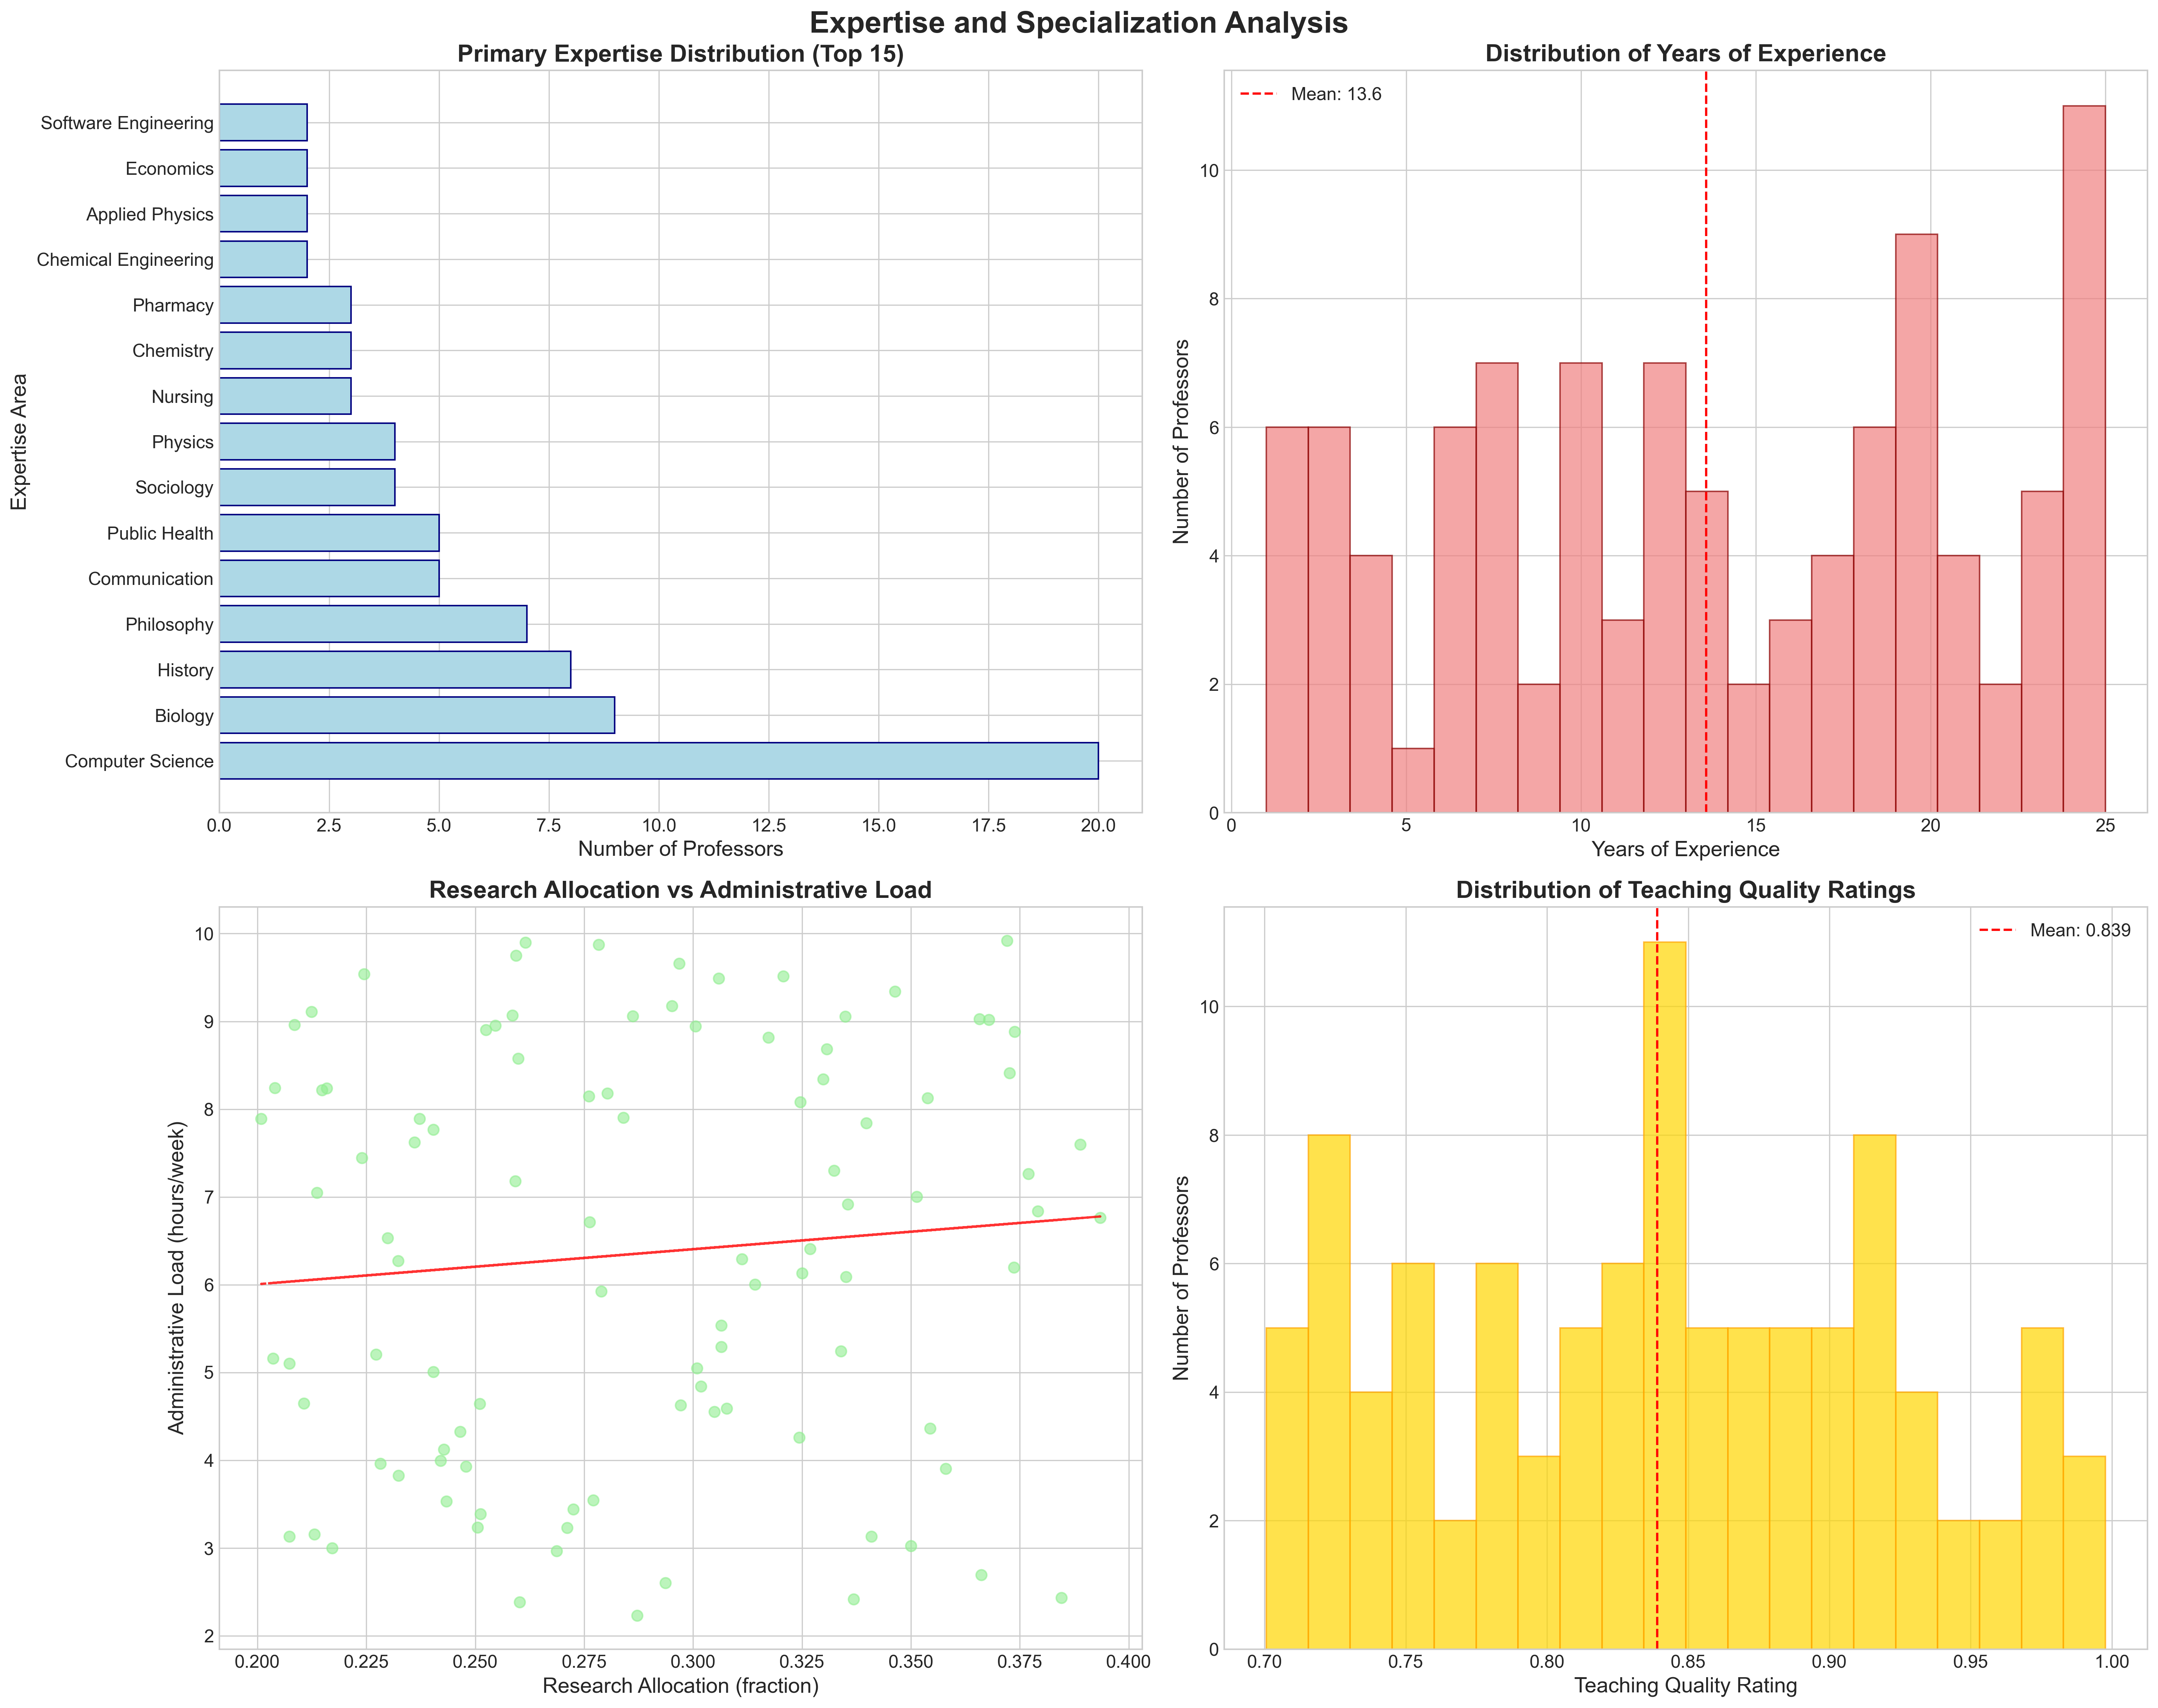 Expertise and Specialization Analysis
Primary Expertise Distribution (Top 15)
Expertise Area
Software Engineering
Economics
Applied Physics
Chemical Engineering
Pharmacy
Chemistry
Nursing
Physics
Sociology
Public Health
Communication
Philosophy
History
Biology
Computer Science
0.0 2.5 5.0 7.5 10.0 12.5 15.0 17.5 20.0
Number of Professors
Distribution of Years of Experience
Mean: 13.6
Number of Professors
10
8
6
4
2
0
0 5 10 15 20 25
Years of Experience
Research Allocation vs Administrative Load
Administrative Load (hours/week)
10
9
8
7
6
5
4
3
2
0.200 0.225 0.250 0.275 0.300 0.325 0.350 0.375 0.400
Research Allocation (fraction)
Distribution of Teaching Quality Ratings
Mean: 0.839
Number of Professors
10
8
6
4
2
0
0.70 0.75 0.80 0.85 0.90 0.95 1.00
Teaching Quality Rating